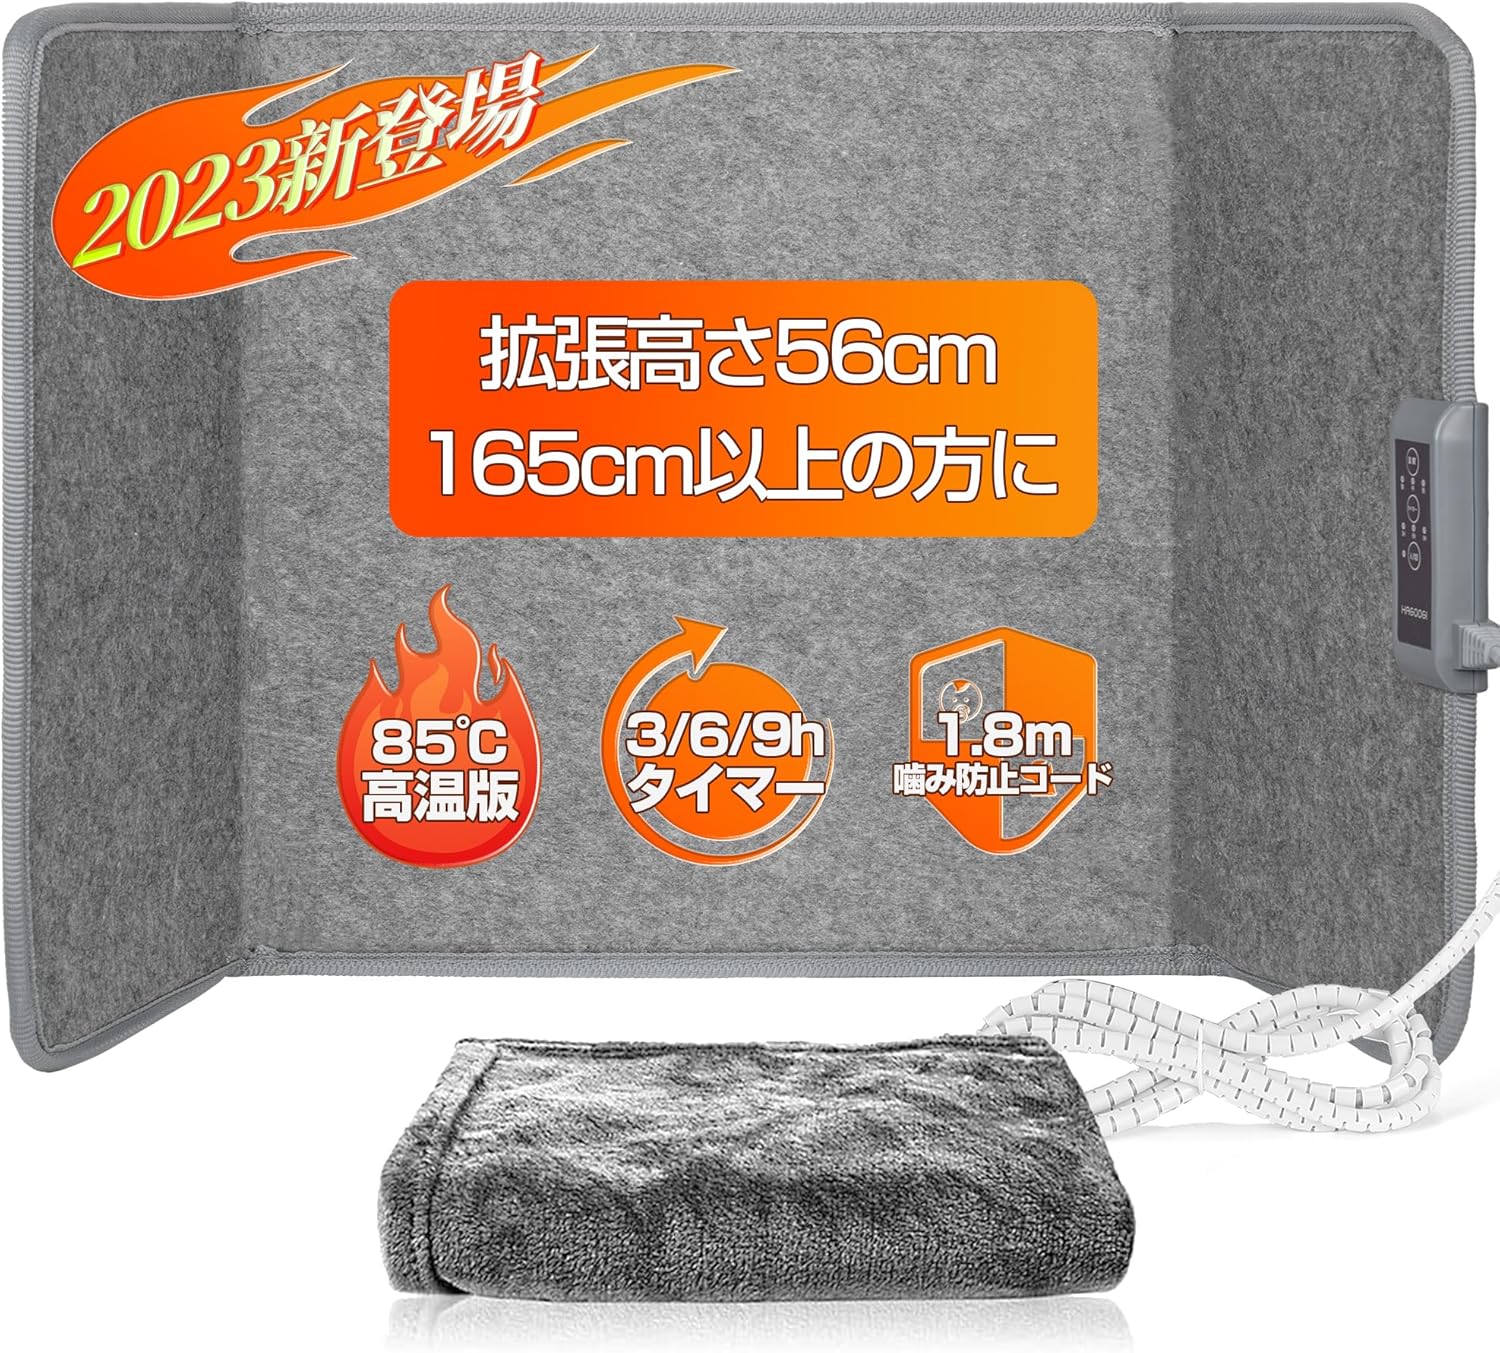 2023新登場
拡張高さ56cm
165cm以上の方に
85℃
高温版
3/6/9h
タイマー
1.8m
噛み防止コード